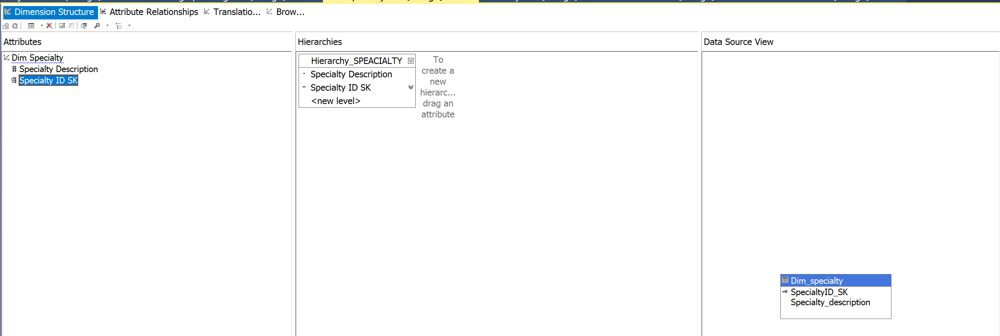 Dimension Structure Attribute Relationships Translatio... Brow...
Attributes
Dim Specialty
Specialty Description
Specialty ID SK
Hierarchies
Hierarchy_SPEACIALTY
Specialty Description
Specialty ID SK
<new level>
To
create a
new
hierarc...
drag an
attribute
Data Source View
Dim_specialty
SpecialtyID_SK
Specialty_description